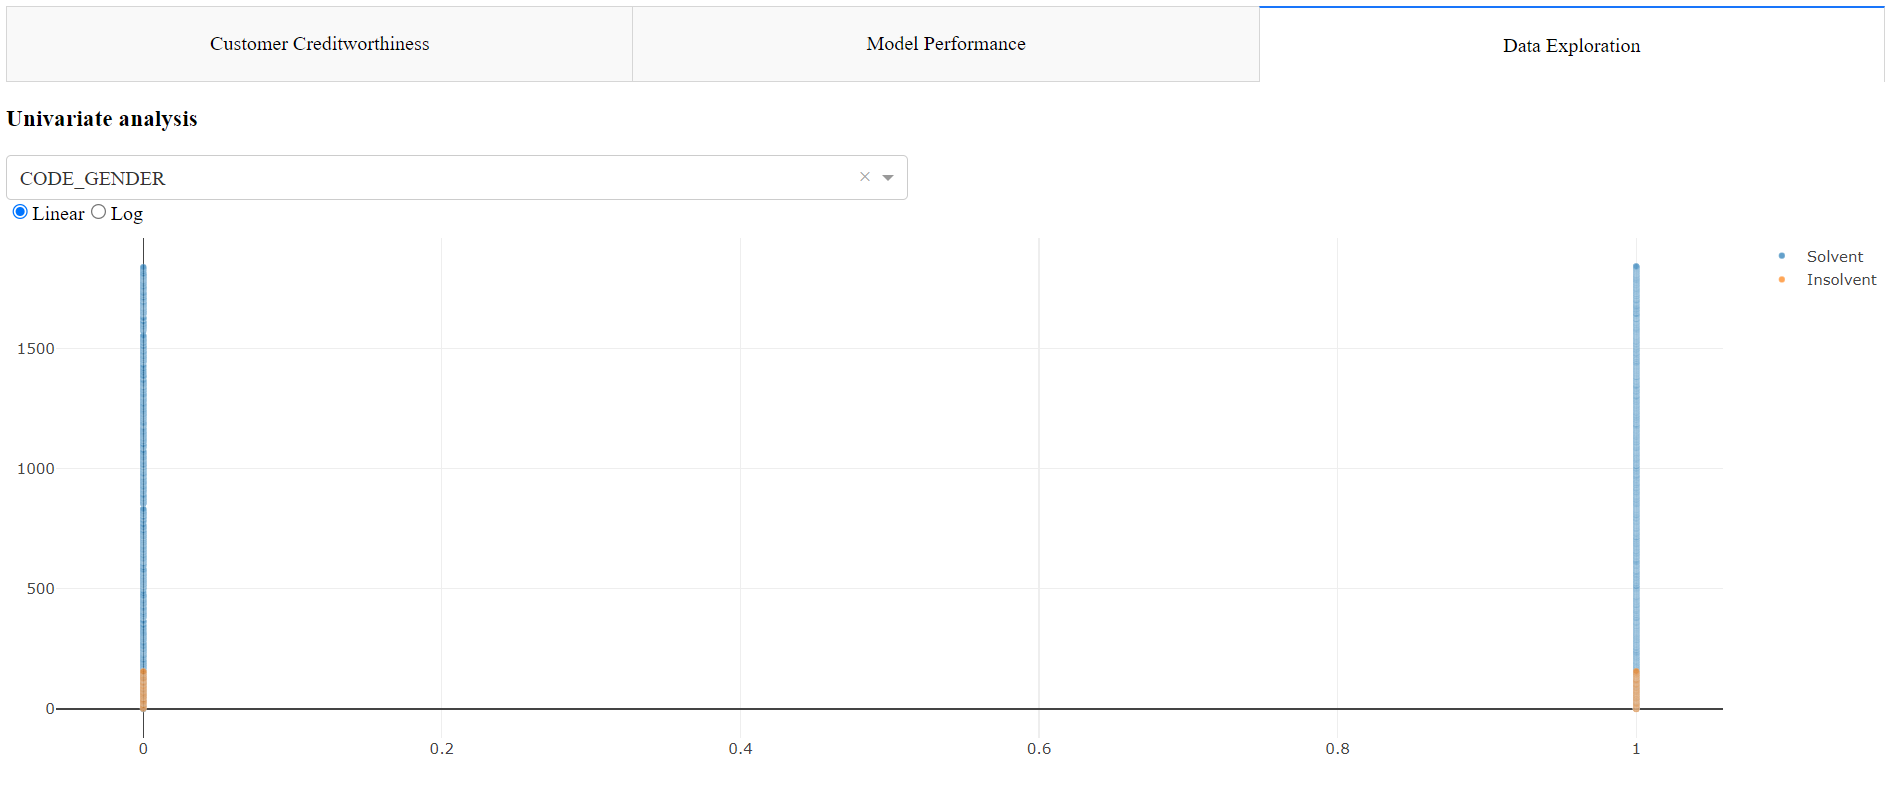 Customer Creditworthiness
Model Performance
Data Exploration
Univariate analysis
CODE_GENDER
Linear Log
Solvent
Insolvent
1500
1000
500
0
0 0.2 0.4 0.6 0.8 1